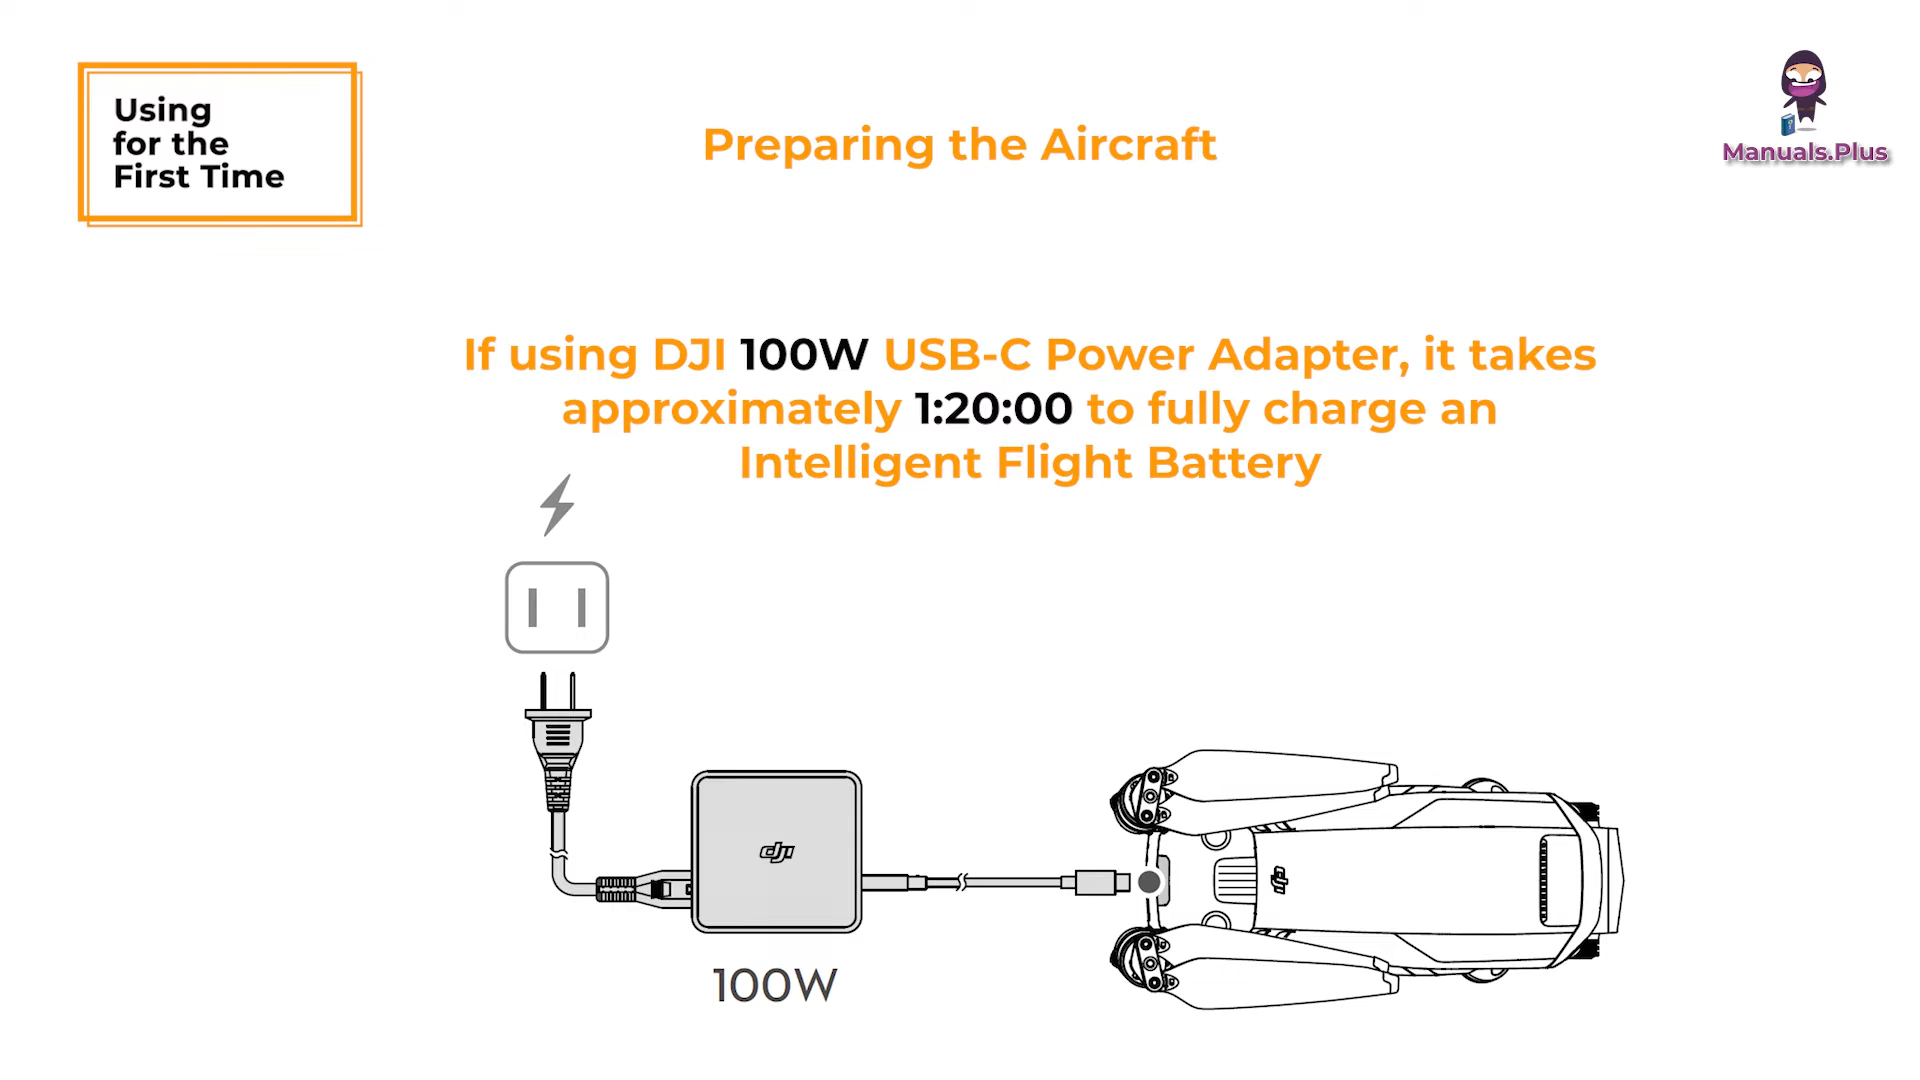 Using
for the
First Time
Preparing the Aircraft
Manuals.Plus
If using DJI 100W USB-C Power Adapter, it takes
approximately 1:20:00 to fully charge an
Intelligent Flight Battery
dji
dji
100W